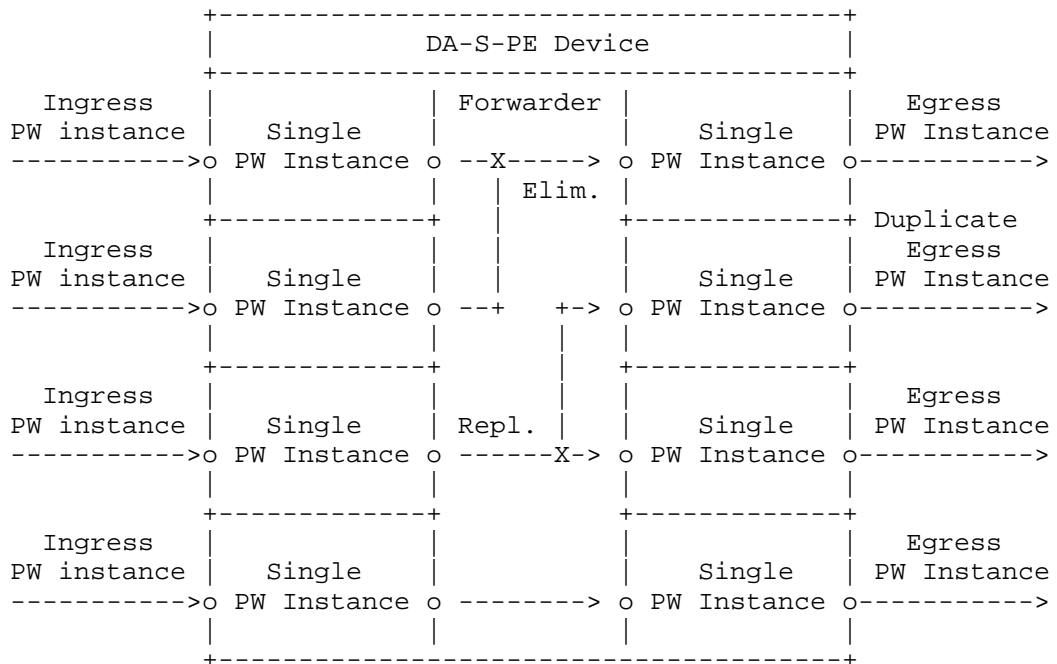 DA-S-PE Device
Ingress Forwarder Egress
PW instance Single Single PW Instance
PW Instance PW Instance
Elim.
Duplicate
Ingress Egress
PW instance Single Single PW Instance
PW Instance PW Instance
Ingress Egress
PW instance Single Repl. Single PW Instance
PW Instance X PW Instance
Ingress Egress
PW instance Single Single PW Instance
PW Instance PW Instance